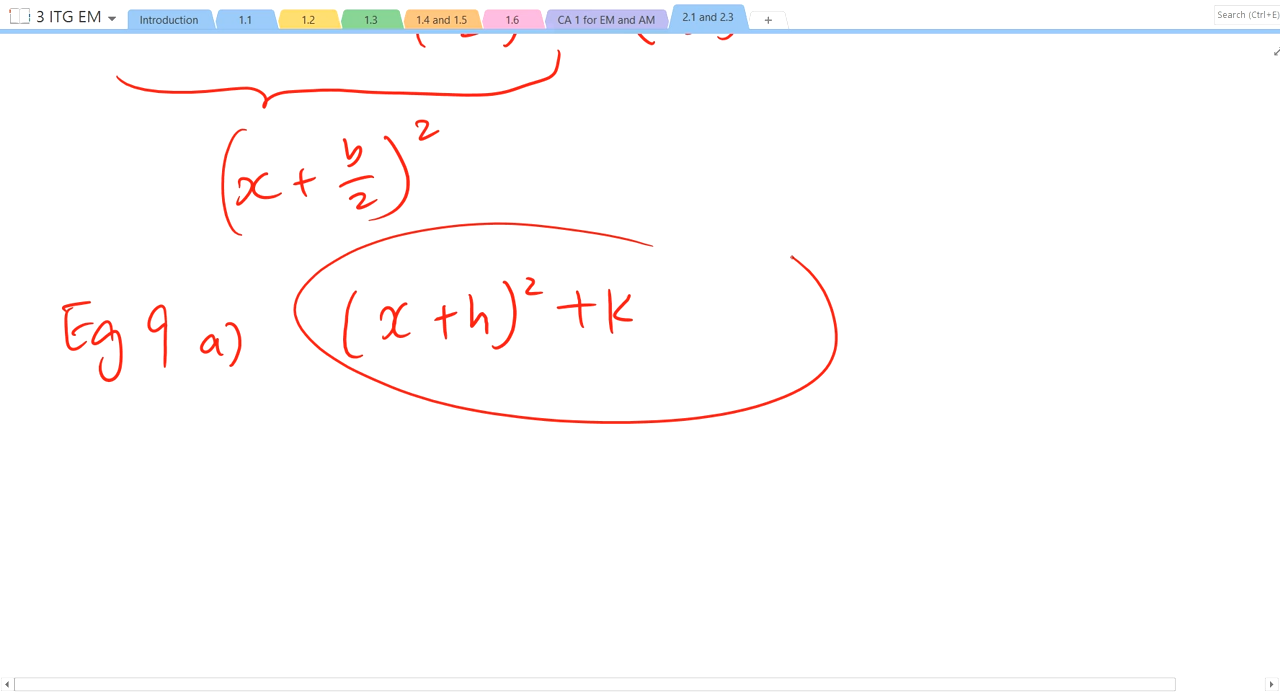 3 ITG EM
Introduction 1.1 1.2 1.3 1.4 and 1.5 1.6 CA 1 for EM and AM 2.1 and 2.3 +
Search (Ctrl+E)
(x + b/2)²
Eg 9 a) (x + h)² + k